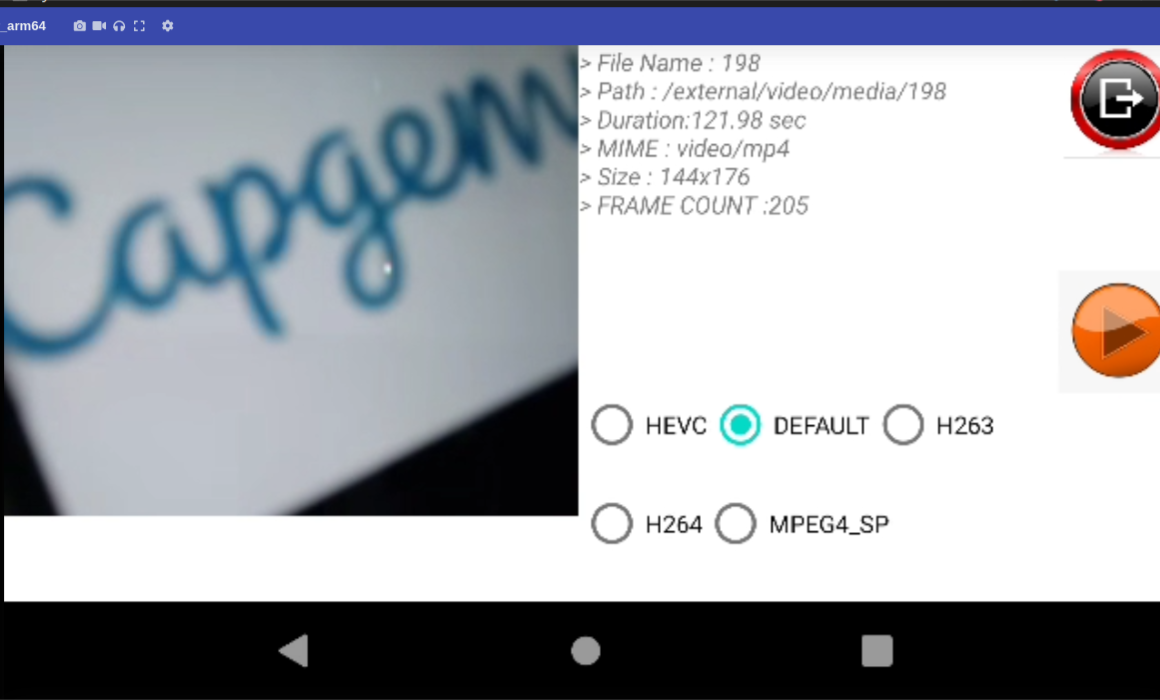 _arm64
Capgem
> File Name : 198
> Path : /external/video/media/198
> Duration:121.98 sec
> MIME : video/mp4
> Size : 144x176
> FRAME COUNT :205
HEVC DEFAULT H263
H264 MPEG4_SP